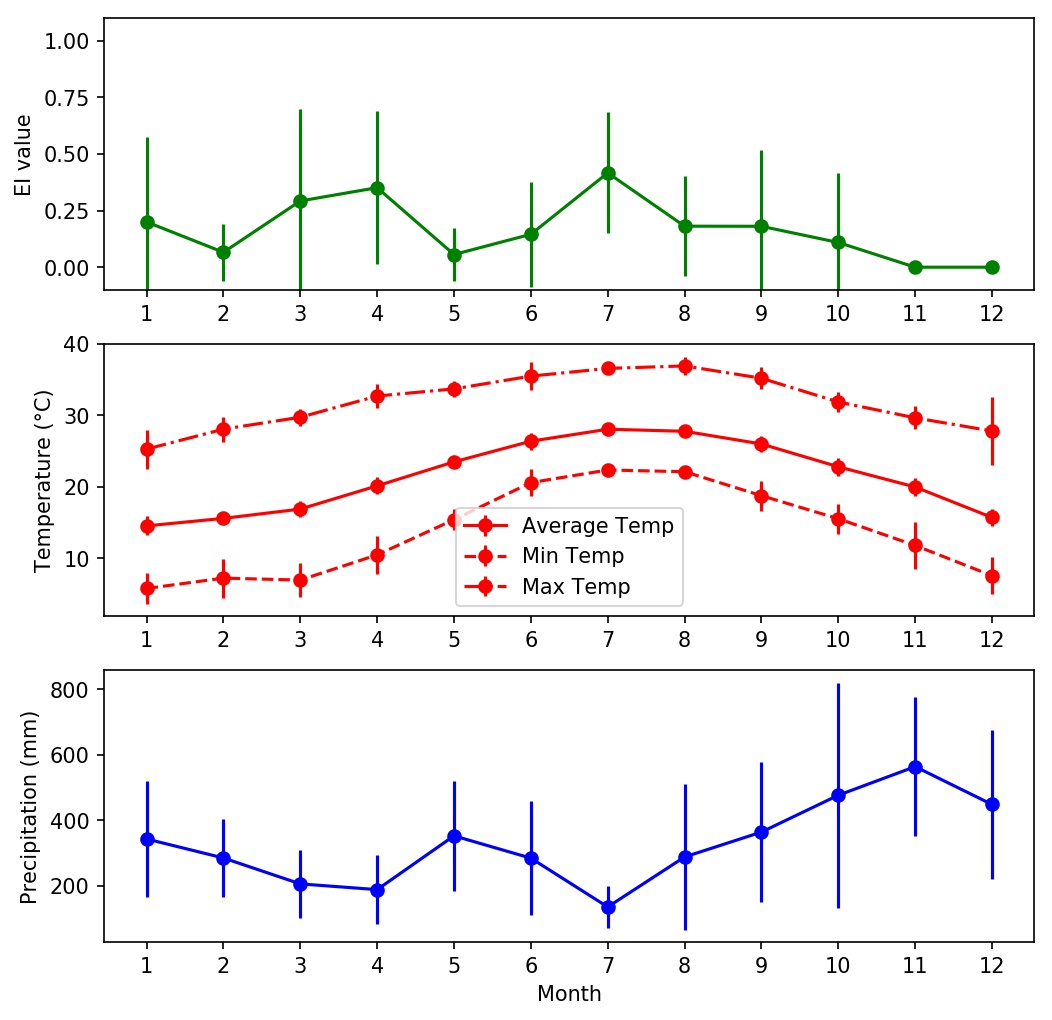 EI value
1.00
0.75
0.50
0.25
0.00
1 2 3 4 5 6 7 8 9 10 11 12
Temperature (°C)
40
30
20
10
Average Temp
Min Temp
Max Temp
1 2 3 4 5 6 7 8 9 10 11 12
Precipitation (mm)
800
600
400
200
1 2 3 4 5 6 7 8 9 10 11 12
Month